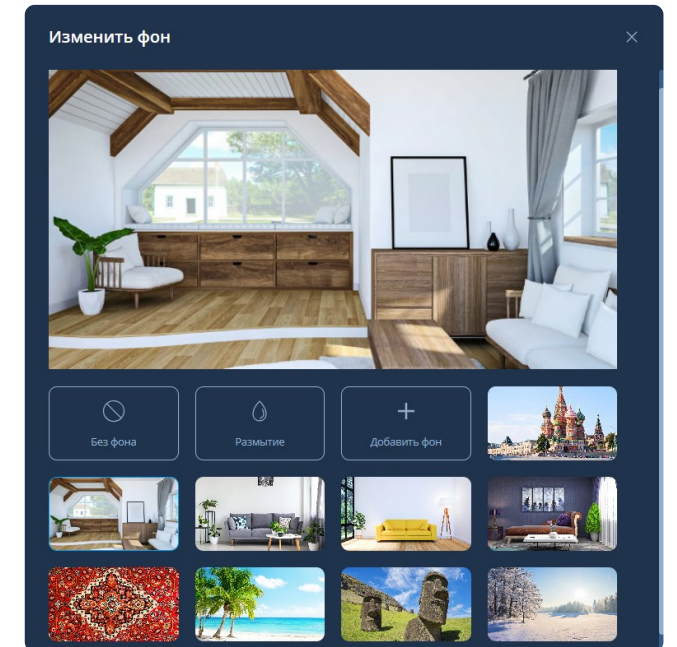 Изменить фон
Без фона
Размытие
Добавить фон